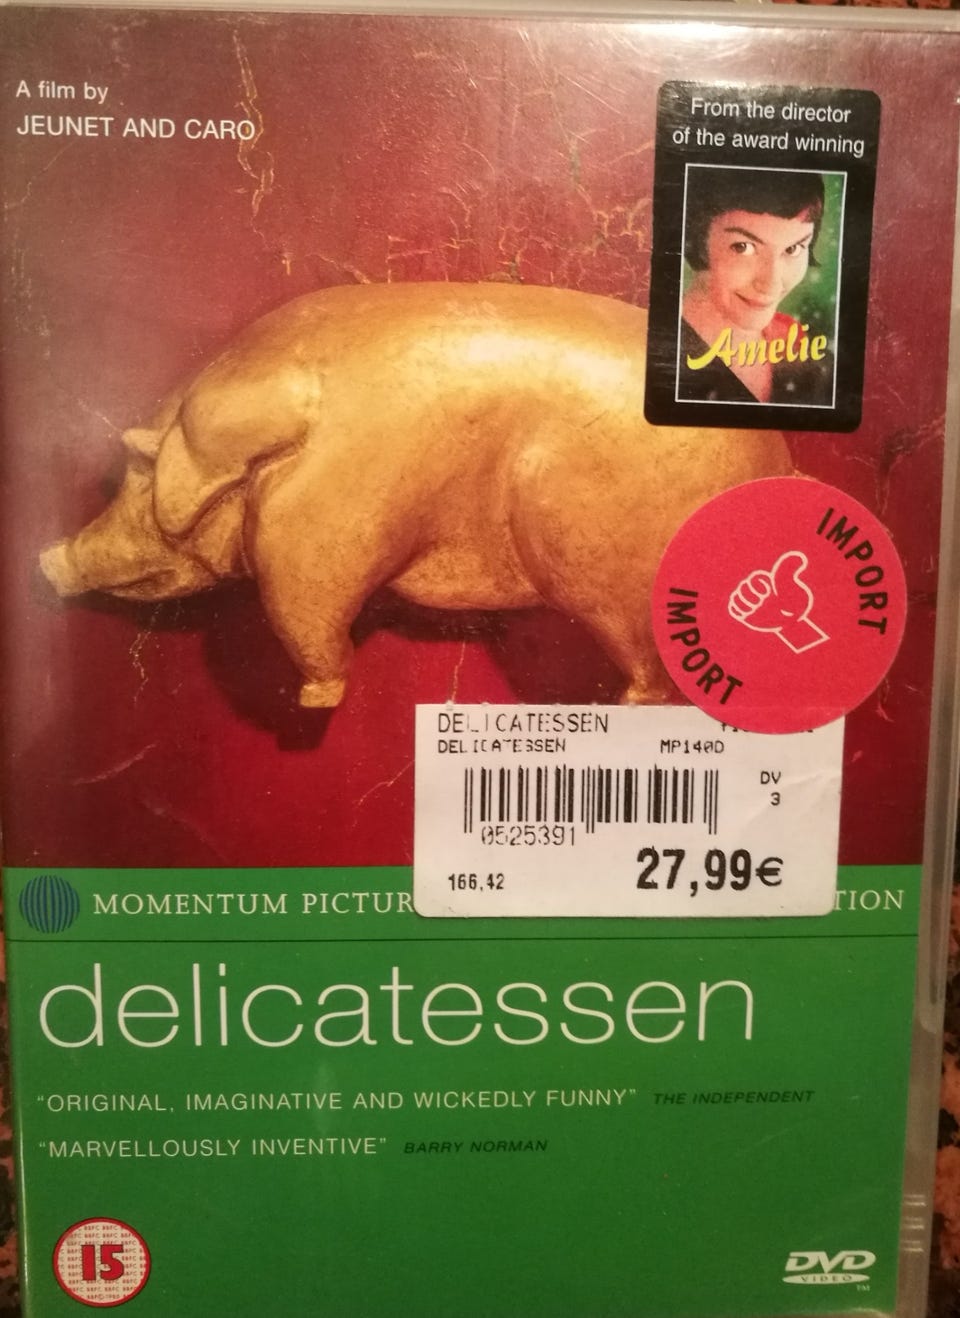 A film by
JEUNET AND CARO
From the director
of the award winning
Amelie
IMPORT
IMPORT
DELICATESSEN
DELICATESSEN MP140D
DV
3
0525391
166,42
27,99€
MOMENTUM PICTUR
TION
delicatessen
“ORIGINAL, IMAGINATIVE AND WICKEDLY FUNNY” THE INDEPENDENT
“MARVELLOUSLY INVENTIVE” BARRY NORMAN
15
DVD
VIDEO
TM